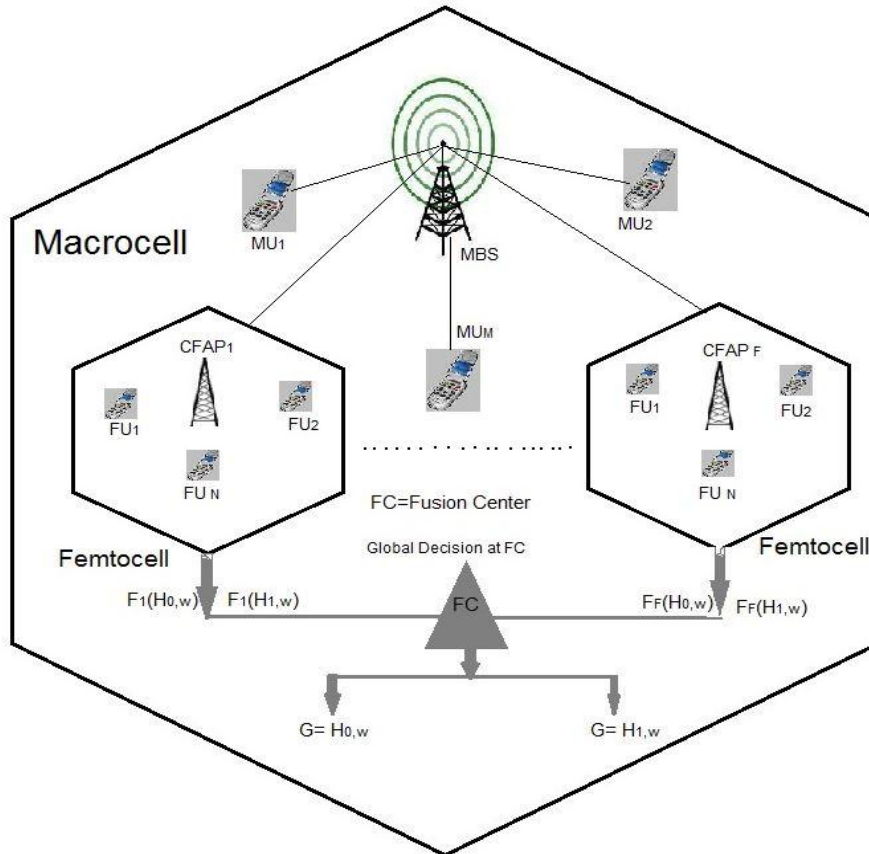 MU1
MU2
Macrocell
MBS
MUM
CFAP1
CFAP F
FU1
FU2
FU1
FU2
FU N
FU N
FC=Fusion Center
Femtocell
Global Decision at FC
Femtocell
F1(H0,w)
F1(H1,w)
FC
FF(H0,w)
FF(H1,w)
G= H0,w
G= H1,w